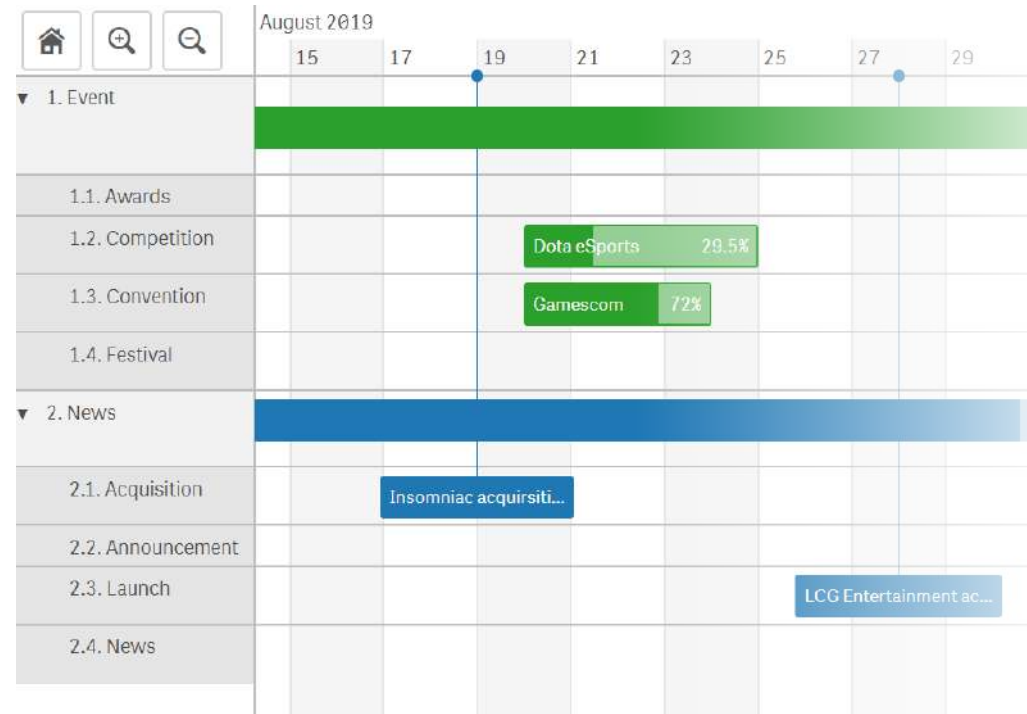 August 2019
15 17 19 21 23 25 27 29
1. Event
1.1. Awards
1.2. Competition
Dota eSports 29.5%
1.3. Convention
Gamescom 72%
1.4. Festival
2. News
2.1. Acquisition
Insomniac acquirsiti...
2.2. Announcement
2.3. Launch
LCG Entertainment ac...
2.4. News